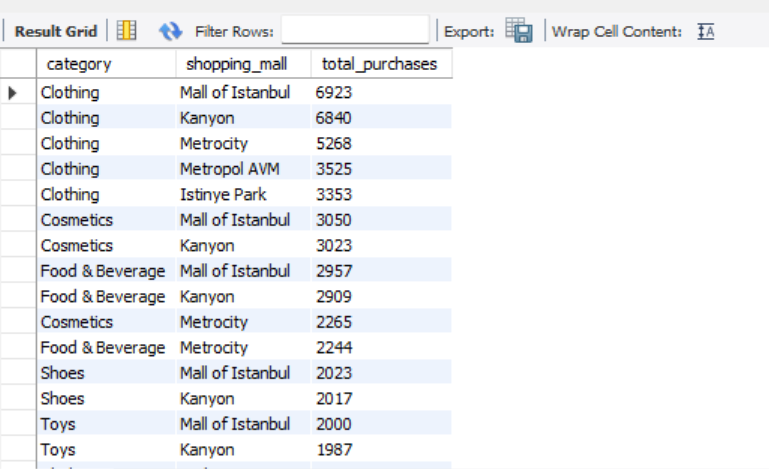 Result Grid Filter Rows: Export: Wrap Cell Content: IA
category shopping_mall total_purchases
Clothing Mall of Istanbul 6923
Clothing Kanyon 6840
Clothing Metrocity 5268
Clothing Metropol AVM 3525
Clothing Istinye Park 3353
Cosmetics Mall of Istanbul 3050
Cosmetics Kanyon 3023
Food & Beverage Mall of Istanbul 2957
Food & Beverage Kanyon 2909
Cosmetics Metrocity 2265
Food & Beverage Metrocity 2244
Shoes Mall of Istanbul 2023
Shoes Kanyon 2017
Toys Mall of Istanbul 2000
Toys Kanyon 1987